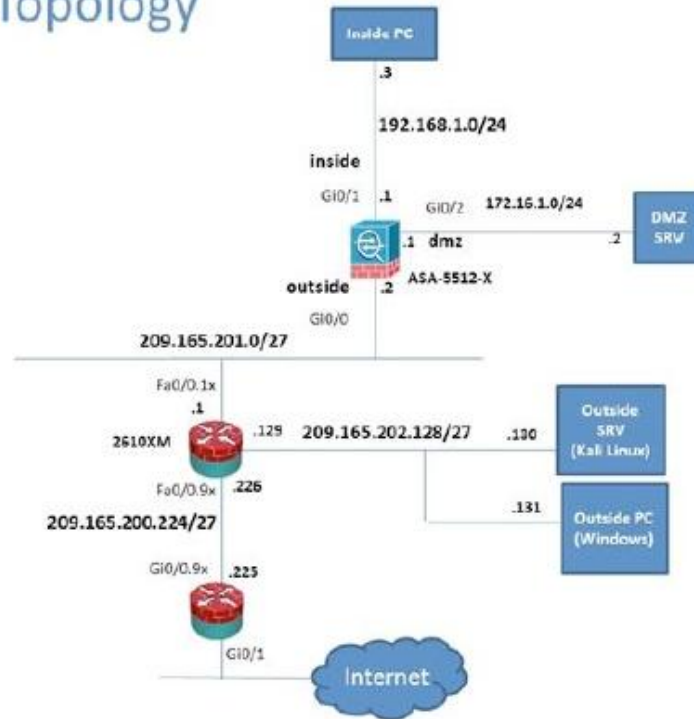 Topology
Inside PC
.3
192.168.1.0/24
inside
Gi0/1
.1
Gi0/2
172.16.1.0/24
DMZ
SRV
.1
dmz
.2
ASA-5512-X
outside
.2
Gi0/0
209.165.201.0/27
Fa0/0.1x
.1
2610XM
.129
209.165.202.128/27
.130
Outside
SRV
(Kali Linux)
Fa0/0.9x
.226
209.165.200.224/27
.131
Outside PC
(Windows)
Gi0/0.9x
.225
Gi0/1
Internet